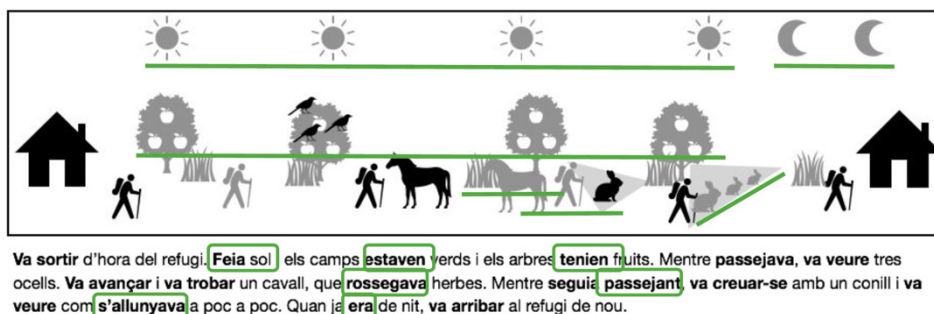 Va sortir d'hora del refugi. Feia sol els camps estaven verds i els arbres tenien fruits. Mentre passejava, va veure tres
ocells. Va avançar i va trobar un cavall, que rossegava herbes. Mentre seguia passejant, va creuar-se amb un conill i va
veure com s'allunyava a poc a poc. Quan ja era de nit, va arribar al refugi de nou.